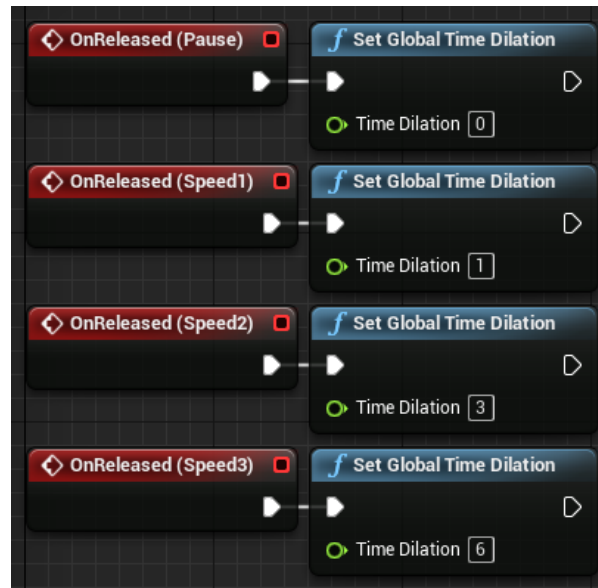 OnReleased (Pause)
f Set Global Time Dilation
Time Dilation 0
OnReleased (Speed1)
f Set Global Time Dilation
Time Dilation 1
OnReleased (Speed2)
f Set Global Time Dilation
Time Dilation 3
OnReleased (Speed3)
f Set Global Time Dilation
Time Dilation 6